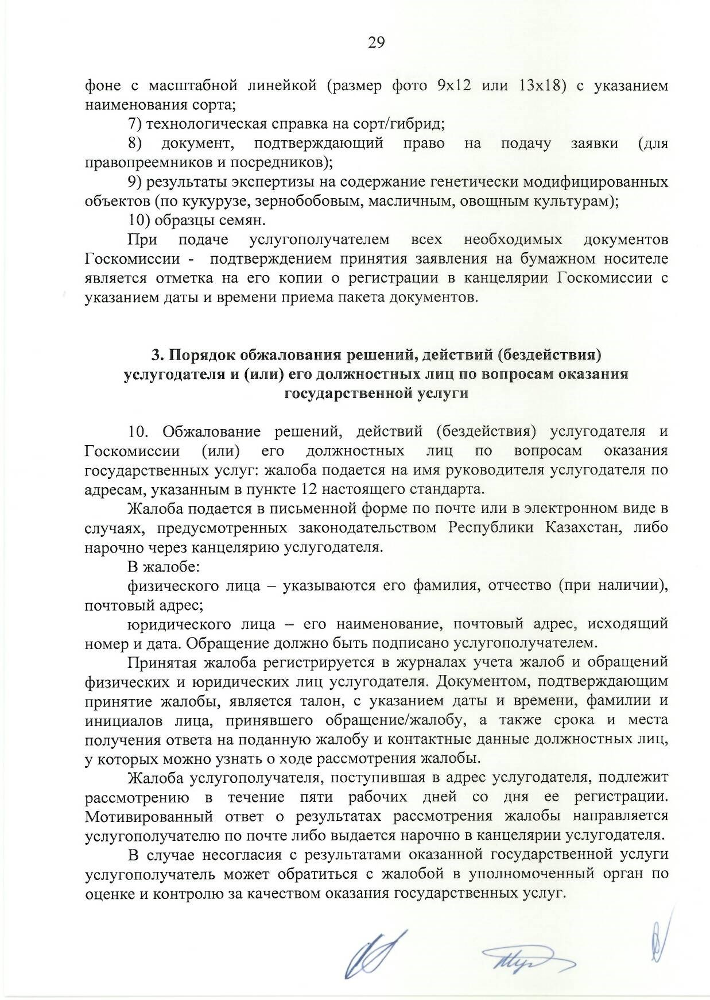 29
фоне с масштабной линейкой (размер фото 9х12 или 13х18) с указанием
наименования сорта;
7) технологическая справка на сорт/гибрид;
8) документ, подтверждающий право на подачу заявки (для
правопреемников и посредников);
9) результаты экспертизы на содержание генетически модифицированных
объектов (по кукурузе, зернобобовым, масличным, овощным культурам);
10) образцы семян.
При подаче услугополучателем всех необходимых документов
Госкомиссии - подтверждением принятия заявления на бумажном носителе
является отметка на его копии о регистрации в канцелярии Госкомиссии с
указанием даты и времени приема пакета документов.
3. Порядок обжалования решений, действий (бездействия)
услугодателя и (или) его должностных лиц по вопросам оказания
государственной услуги
10. Обжалование решений, действий (бездействия) услугодателя и
Госкомиссии (или) его должностных лиц по вопросам оказания
государственных услуг: жалоба подается на имя руководителя услугодателя по
адресам, указанным в пункте 12 настоящего стандарта.
Жалоба подается в письменной форме по почте или в электронном виде в
случаях, предусмотренных законодательством Республики Казахстан, либо
нарочно через канцелярию услугодателя.
В жалобе:
физического лица – указываются его фамилия, отчество (при наличии),
почтовый адрес;
юридического лица – его наименование, почтовый адрес, исходящий
номер и дата. Обращение должно быть подписано услугополучателем.
Принятая жалоба регистрируется в журналах учета жалоб и обращений
физических и юридических лиц услугодателя. Документом, подтверждающим
принятие жалобы, является талон, с указанием даты и времени, фамилии и
инициалов лица, принявшего обращение/жалобу, а также срока и места
получения ответа на поданную жалобу и контактные данные должностных лиц,
у которых можно узнать о ходе рассмотрения жалобы.
Жалоба услугополучателя, поступившая в адрес услугодателя, подлежит
рассмотрению в течение пяти рабочих дней со дня ее регистрации.
Мотивированный ответ о результатах рассмотрения жалобы направляется
услугополучателю по почте либо выдается нарочно в канцелярии услугодателя.
В случае несогласия с результатами оказанной государственной услуги
услугополучатель может обратиться с жалобой в уполномоченный орган по
оценке и контролю за качеством оказания государственных услуг.